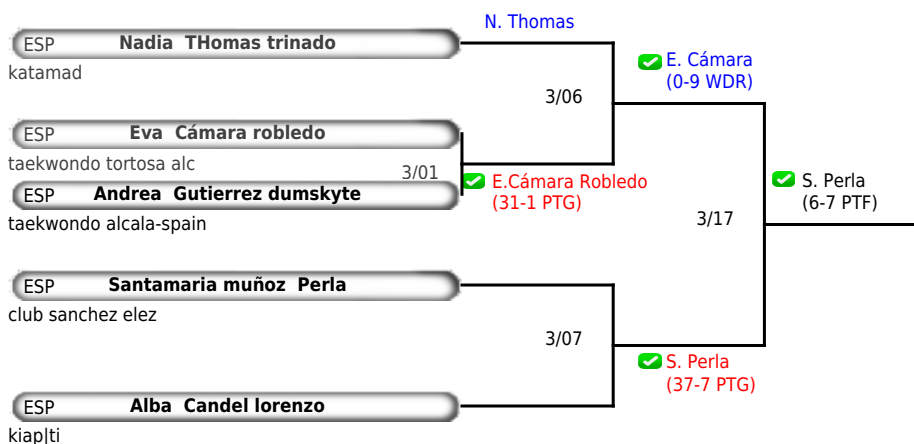 N. Thomas
ESP Nadia THomas trinado
katamad
E. Cámara
(0-9 WDR)
3/06
ESP Eva Cámara robledo
taekwondo tortosa alc
3/01
E.Cámara Robledo
(31-1 PTG)
ESP Andrea Gutierrez dumskyte
taekwondo alcala-spain
S. Perla
(6-7 PTF)
3/17
ESP Santamaria muñoz Perla
club sanchez elez
3/07
S. Perla
(37-7 PTG)
ESP Alba Candel lorenzo
kiap|ti